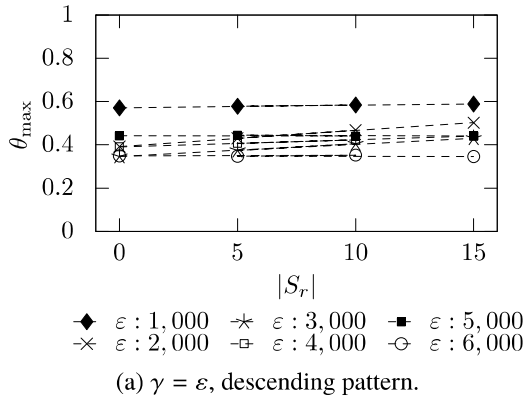 1
0.8
0.6
0.4
0.2
0
θmax
0 5 10 15
|Sr|
ε : 1, 000 ε : 3, 000 ε : 5, 000
ε : 2, 000 ε : 4, 000 ε : 6, 000
(a) γ = ε, descending pattern.